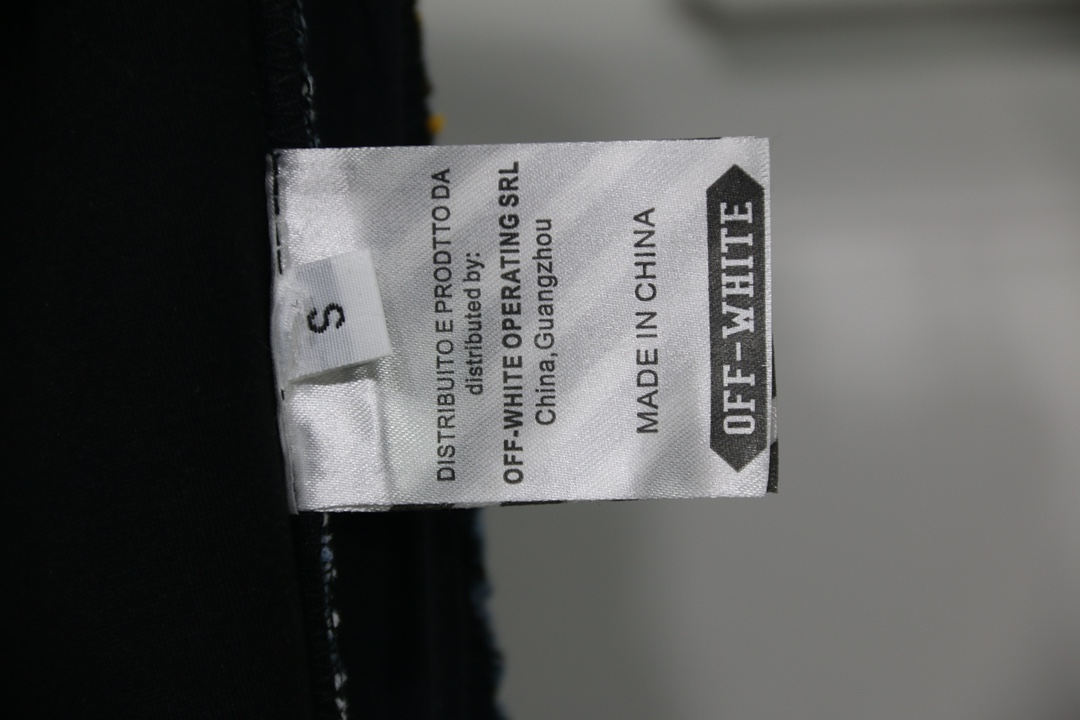 S
DISTRIBUITO E PRODTTO DA
distributed by:
OFF-WHITE OPERATING SRL
China,Guangzhou
MADE IN CHINA
OFF-WHITE